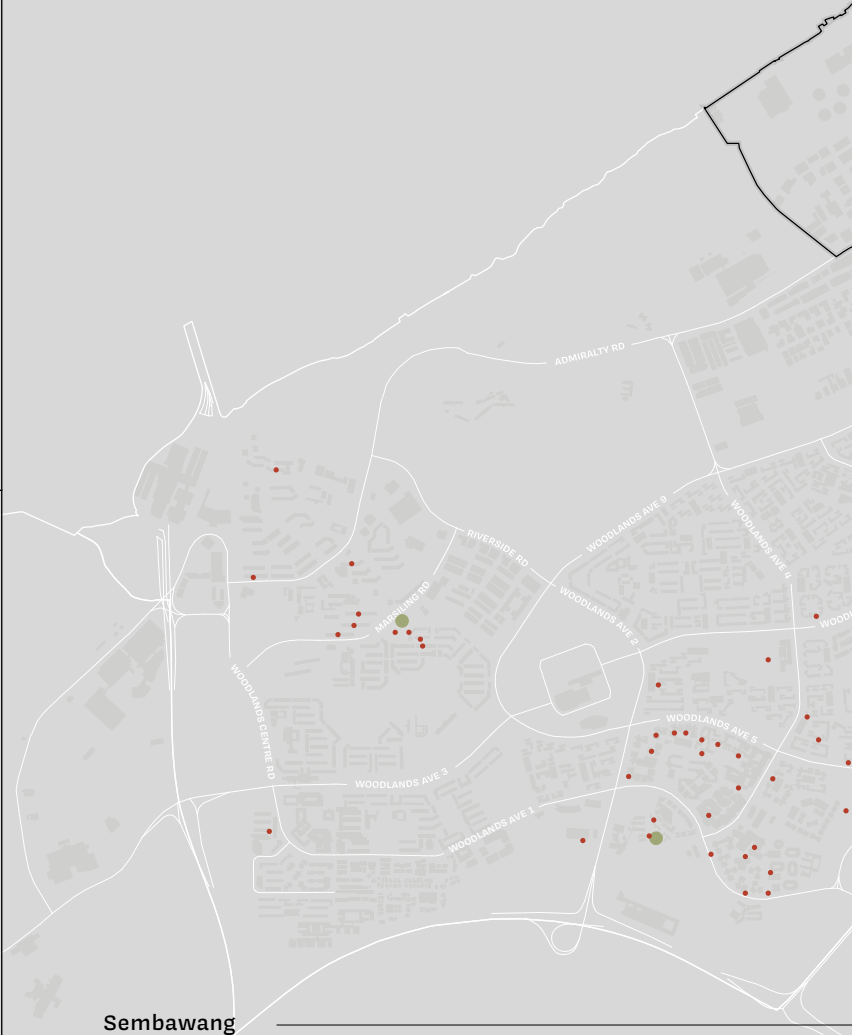 ADMIRALTY RD
RIVERSIDE RD
WOODLANDS AVE 9
WOODLANDS AVE 4
MARSILING RD
WOODLANDS AVE 2
WOODL
WOODLANDS CENTRE RD
WOODLANDS AVE 5
WOODLANDS AVE 3
WOODLANDS AVE 1
Sembawang